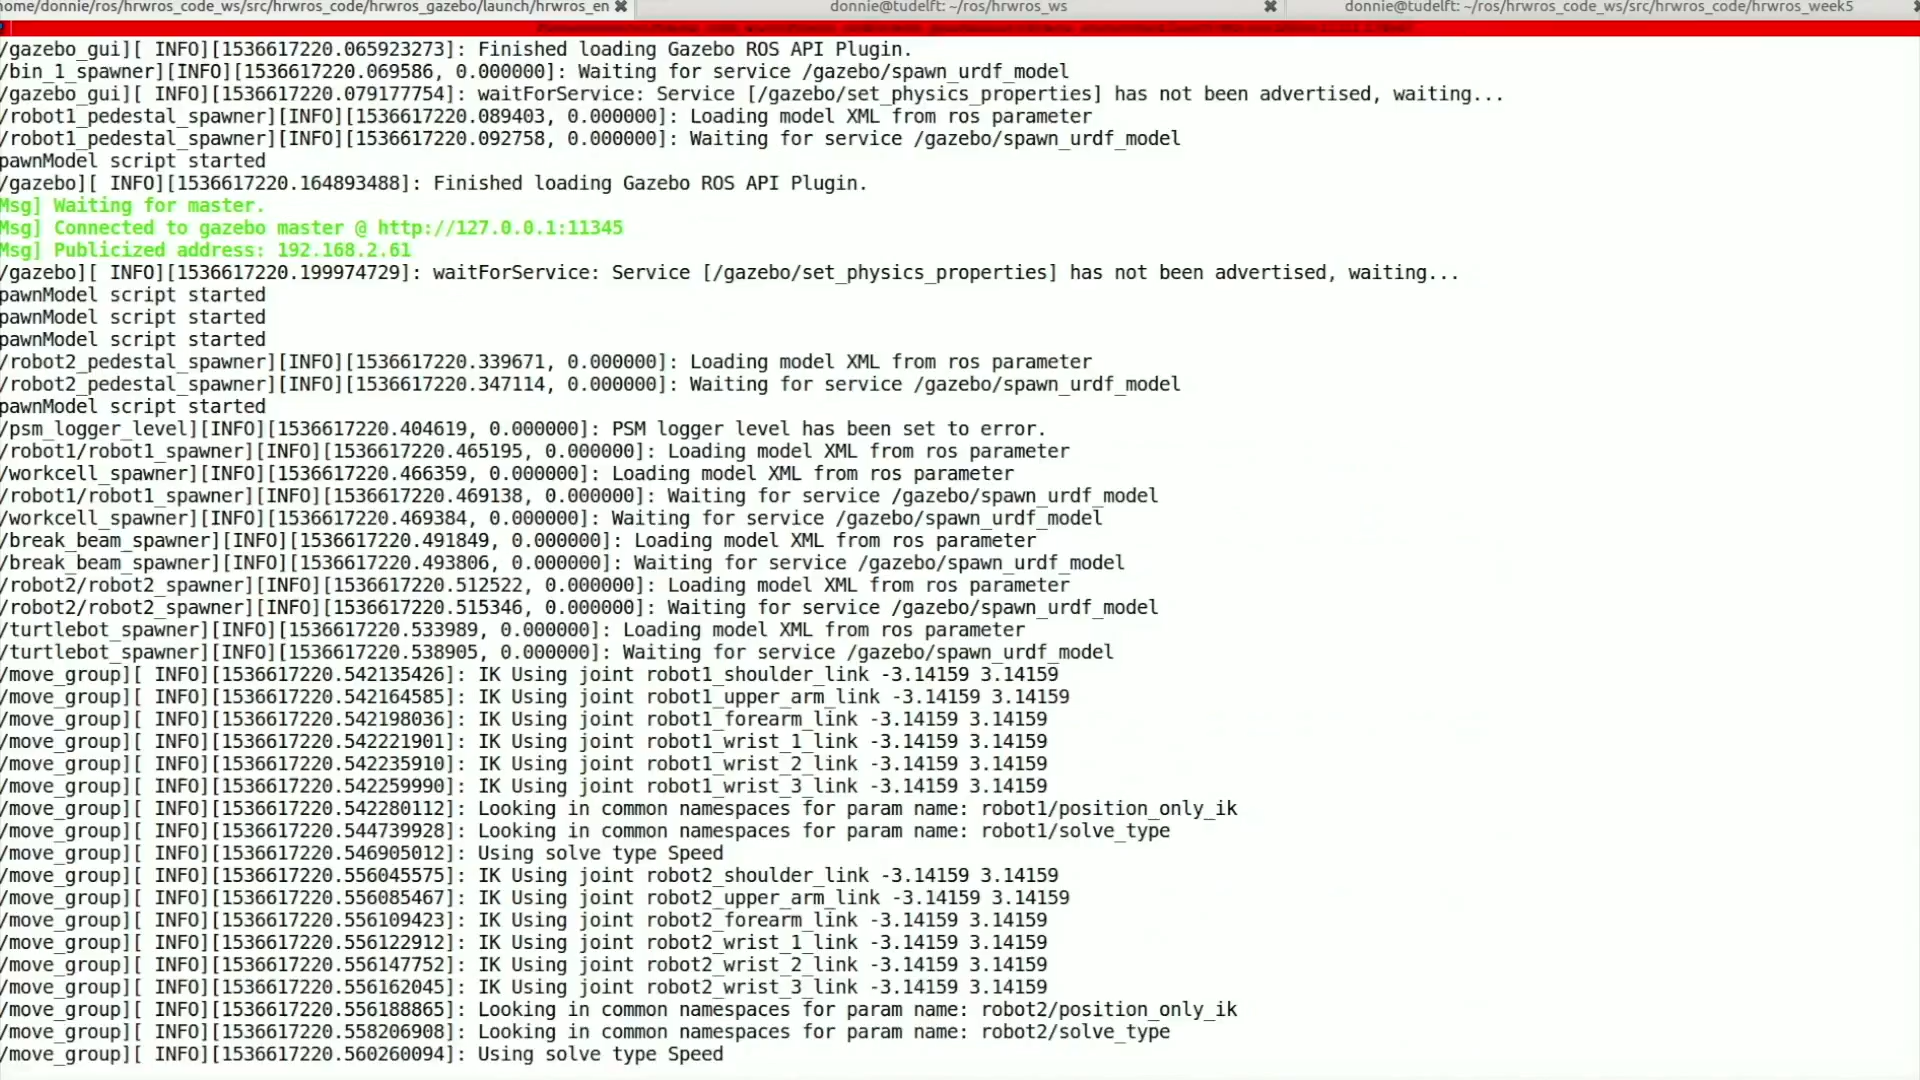 home/donnie/ros/hrwros_code_ws/src/hrwros_code/hrwros_gazebo/launch/hrwros_en ✖ donnie@tudelft: ~/ros/hrwros_ws ✖ donnie@tudelft: ~/ros/hrwros_code_ws/src/hrwros_code/hrwros_week5
/gazebo_gui][ INFO][1536617220.065923273]: Finished loading Gazebo ROS API Plugin.
/bin_1_spawner][INFO][1536617220.069586, 0.000000]: Waiting for service /gazebo/spawn_urdf_model
/gazebo_gui][ INFO][1536617220.079177754]: waitForService: Service [/gazebo/set_physics_properties] has not been advertised, waiting...
/robot1_pedestal_spawner][INFO][1536617220.089403, 0.000000]: Loading model XML from ros parameter
/robot1_pedestal_spawner][INFO][1536617220.092758, 0.000000]: Waiting for service /gazebo/spawn_urdf_model
pawnModel script started
/gazebo][ INFO][1536617220.164893488]: Finished loading Gazebo ROS API Plugin.
Msg] Waiting for master.
Msg] Connected to gazebo master @ http://127.0.0.1:11345
Msg] Publicized address: 192.168.2.61
/gazebo][ INFO][1536617220.199974729]: waitForService: Service [/gazebo/set_physics_properties] has not been advertised, waiting...
pawnModel script started
pawnModel script started
pawnModel script started
/robot2_pedestal_spawner][INFO][1536617220.339671, 0.000000]: Loading model XML from ros parameter
/robot2_pedestal_spawner][INFO][1536617220.347114, 0.000000]: Waiting for service /gazebo/spawn_urdf_model
pawnModel script started
/psm_logger_level][INFO][1536617220.404619, 0.000000]: PSM logger level has been set to error.
/robot1/robot1_spawner][INFO][1536617220.465195, 0.000000]: Loading model XML from ros parameter
/workcell_spawner][INFO][1536617220.466359, 0.000000]: Loading model XML from ros parameter
/robot1/robot1_spawner][INFO][1536617220.469138, 0.000000]: Waiting for service /gazebo/spawn_urdf_model
/workcell_spawner][INFO][1536617220.469384, 0.000000]: Waiting for service /gazebo/spawn_urdf_model
/break_beam_spawner][INFO][1536617220.491849, 0.000000]: Loading model XML from ros parameter
/break_beam_spawner][INFO][1536617220.493806, 0.000000]: Waiting for service /gazebo/spawn_urdf_model
/robot2/robot2_spawner][INFO][1536617220.512522, 0.000000]: Loading model XML from ros parameter
/robot2/robot2_spawner][INFO][1536617220.515346, 0.000000]: Waiting for service /gazebo/spawn_urdf_model
/turtlebot_spawner][INFO][1536617220.533989, 0.000000]: Loading model XML from ros parameter
/turtlebot_spawner][INFO][1536617220.538905, 0.000000]: Waiting for service /gazebo/spawn_urdf_model
/move_group][ INFO][1536617220.542135426]: IK Using joint robot1_shoulder_link -3.14159 3.14159
/move_group][ INFO][1536617220.542164585]: IK Using joint robot1_upper_arm_link -3.14159 3.14159
/move_group][ INFO][1536617220.542198036]: IK Using joint robot1_forearm_link -3.14159 3.14159
/move_group][ INFO][1536617220.542221901]: IK Using joint robot1_wrist_1_link -3.14159 3.14159
/move_group][ INFO][1536617220.542235910]: IK Using joint robot1_wrist_2_link -3.14159 3.14159
/move_group][ INFO][1536617220.542259990]: IK Using joint robot1_wrist_3_link -3.14159 3.14159
/move_group][ INFO][1536617220.542280112]: Looking in common namespaces for param name: robot1/position_only_ik
/move_group][ INFO][1536617220.544739928]: Looking in common namespaces for param name: robot1/solve_type
/move_group][ INFO][1536617220.546905012]: Using solve type Speed
/move_group][ INFO][1536617220.556045575]: IK Using joint robot2_shoulder_link -3.14159 3.14159
/move_group][ INFO][1536617220.556085467]: IK Using joint robot2_upper_arm_link -3.14159 3.14159
/move_group][ INFO][1536617220.556109423]: IK Using joint robot2_forearm_link -3.14159 3.14159
/move_group][ INFO][1536617220.556122912]: IK Using joint robot2_wrist_1_link -3.14159 3.14159
/move_group][ INFO][1536617220.556147752]: IK Using joint robot2_wrist_2_link -3.14159 3.14159
/move_group][ INFO][1536617220.556162045]: IK Using joint robot2_wrist_3_link -3.14159 3.14159
/move_group][ INFO][1536617220.556188865]: Looking in common namespaces for param name: robot2/position_only_ik
/move_group][ INFO][1536617220.558206908]: Looking in common namespaces for param name: robot2/solve_type
/move_group][ INFO][1536617220.560260094]: Using solve type Speed